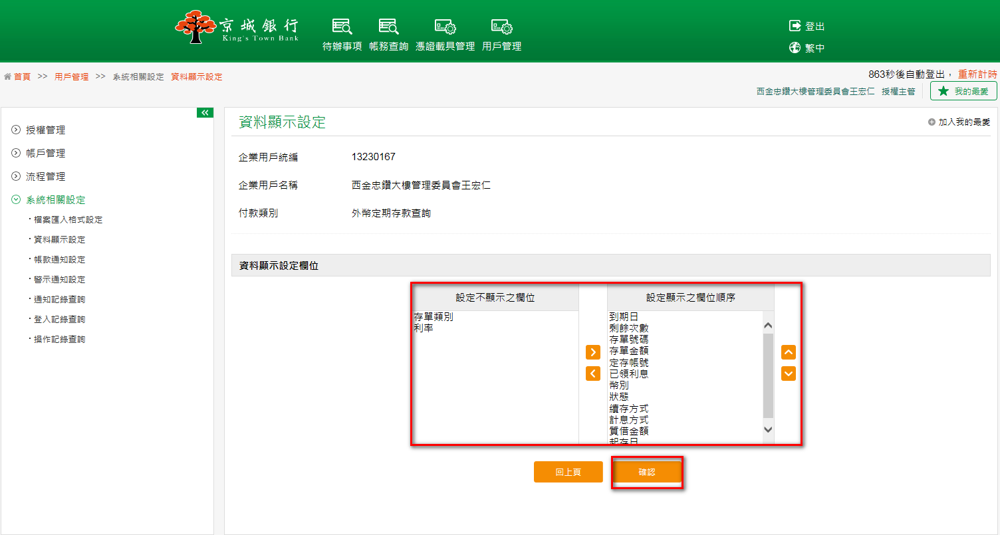 京城銀行
King's Town Bank
待辦事項 帳務查詢 憑證載具管理 用戶管理
登出
繁中
首頁 >> 用戶管理 >> 系統相關設定 資料顯示設定
863秒後自動登出， 重新計時
西金忠鑽大樓管理委員會王宏仁 授權主管
我的最愛
授權管理
帳戶管理
流程管理
系統相關設定
檔案匯入格式設定
資料顯示設定
帳款通知設定
警示通知設定
通知記錄查詢
登入記錄查詢
操作記錄查詢
資料顯示設定
加入我的最愛
企業用戶統編 13230167
企業用戶名稱 西金忠鑽大樓管理委員會王宏仁
付款類別 外幣定期存款查詢
資料顯示設定欄位
設定不顯示之欄位
存單類別
利率
設定顯示之欄位順序
到期日
剩餘次數
存單號碼
存單金額
定存帳號
已領利息
幣別
狀態
續存方式
計息方式
質借金額
起存日
回上頁 確認